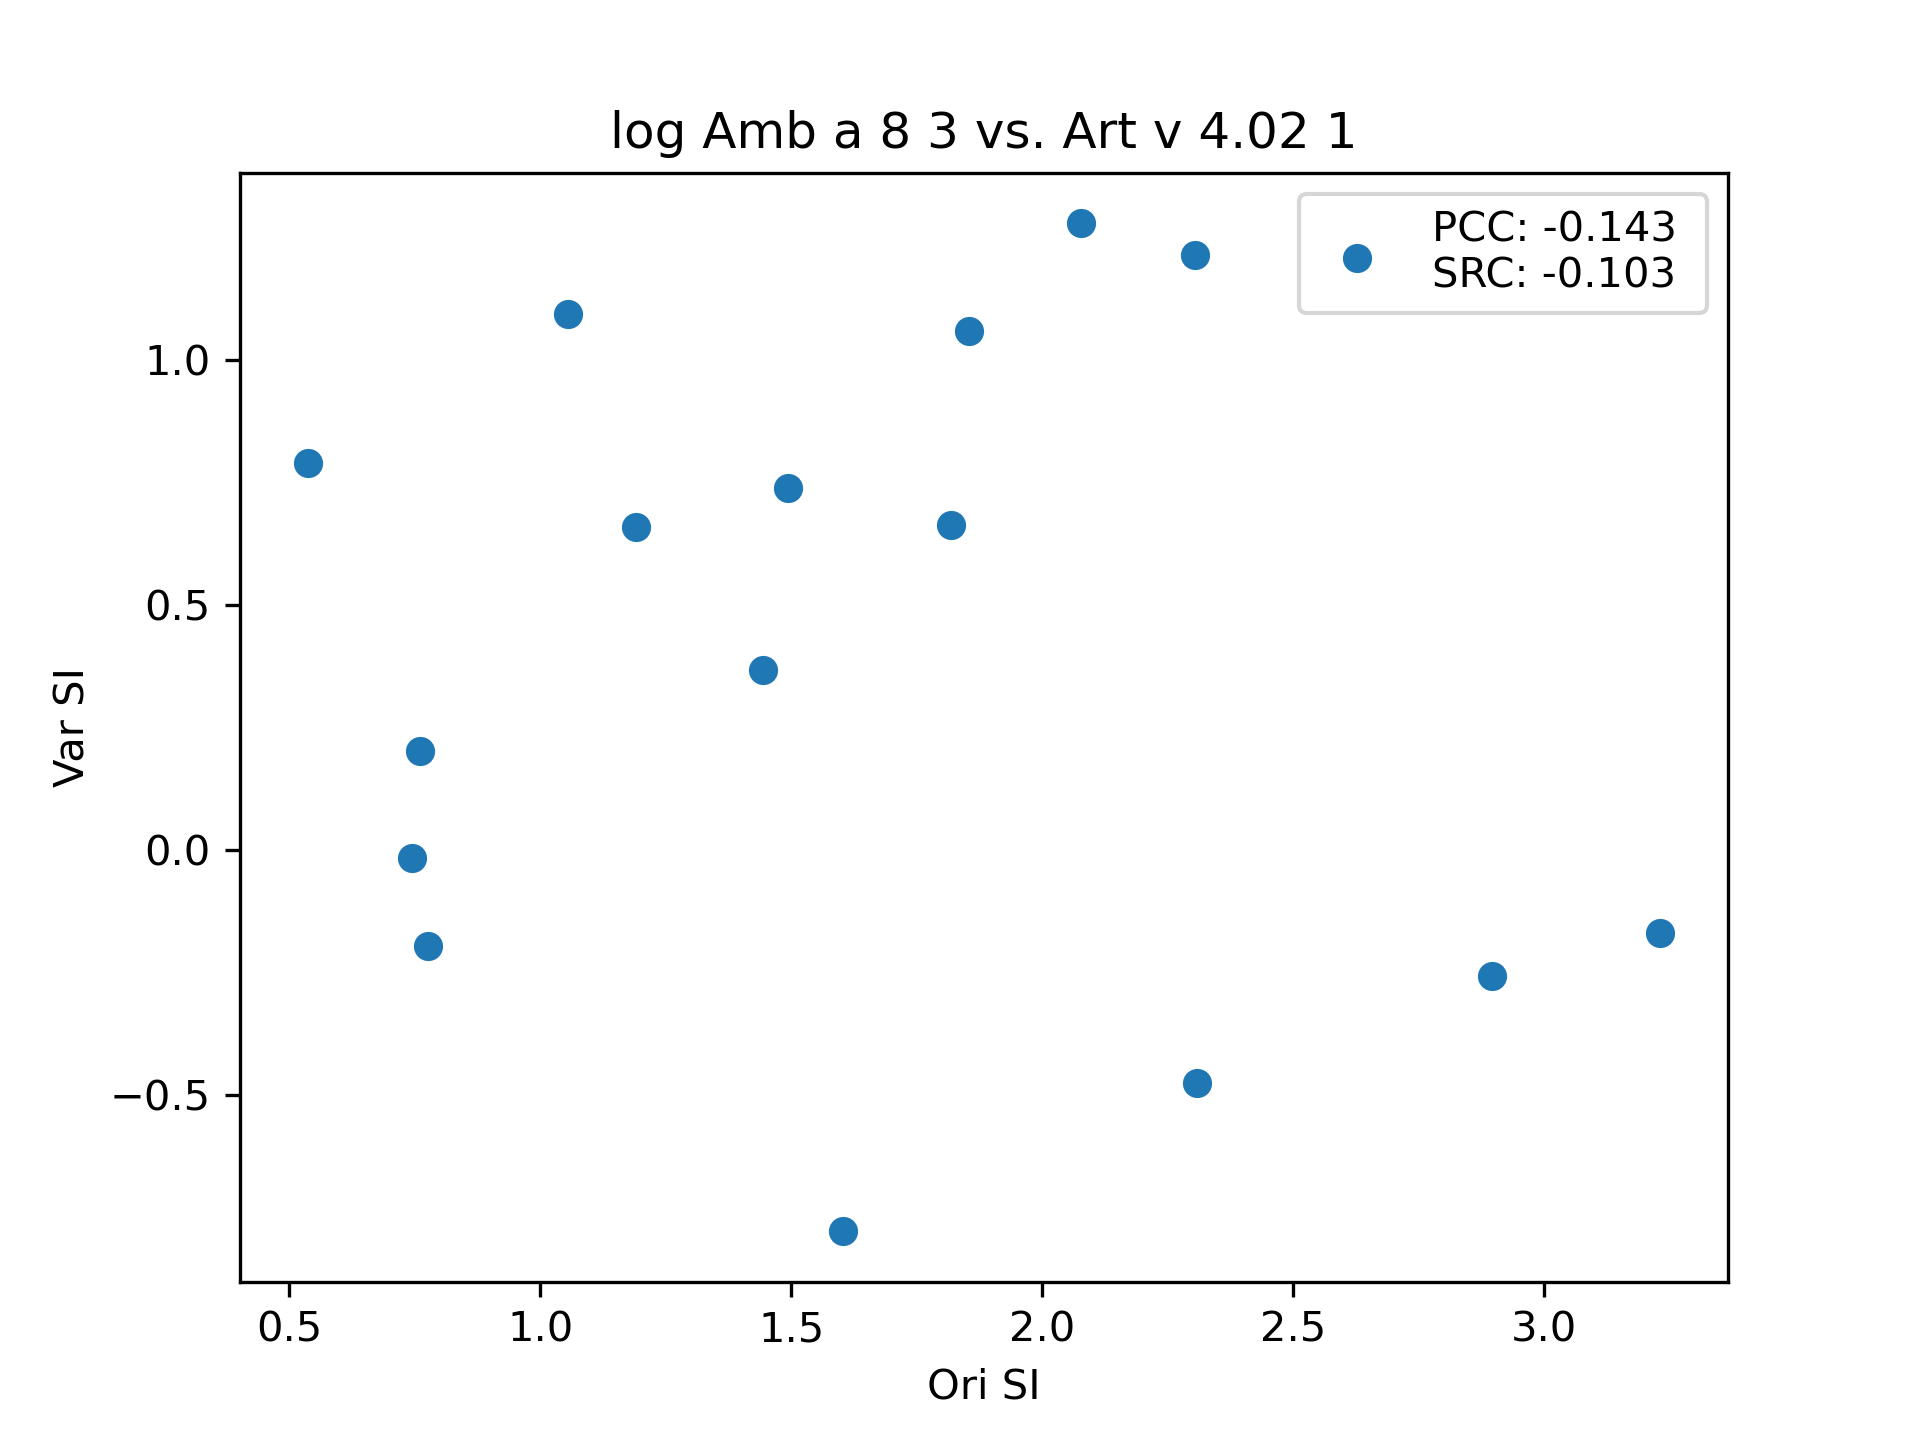 log Amb a 8 3 vs. Art v 4.02 1
PCC: -0.143
SRC: -0.103
1.0
0.5
0.0
−0.5
Var SI
0.5 1.0 1.5 2.0 2.5 3.0
Ori SI